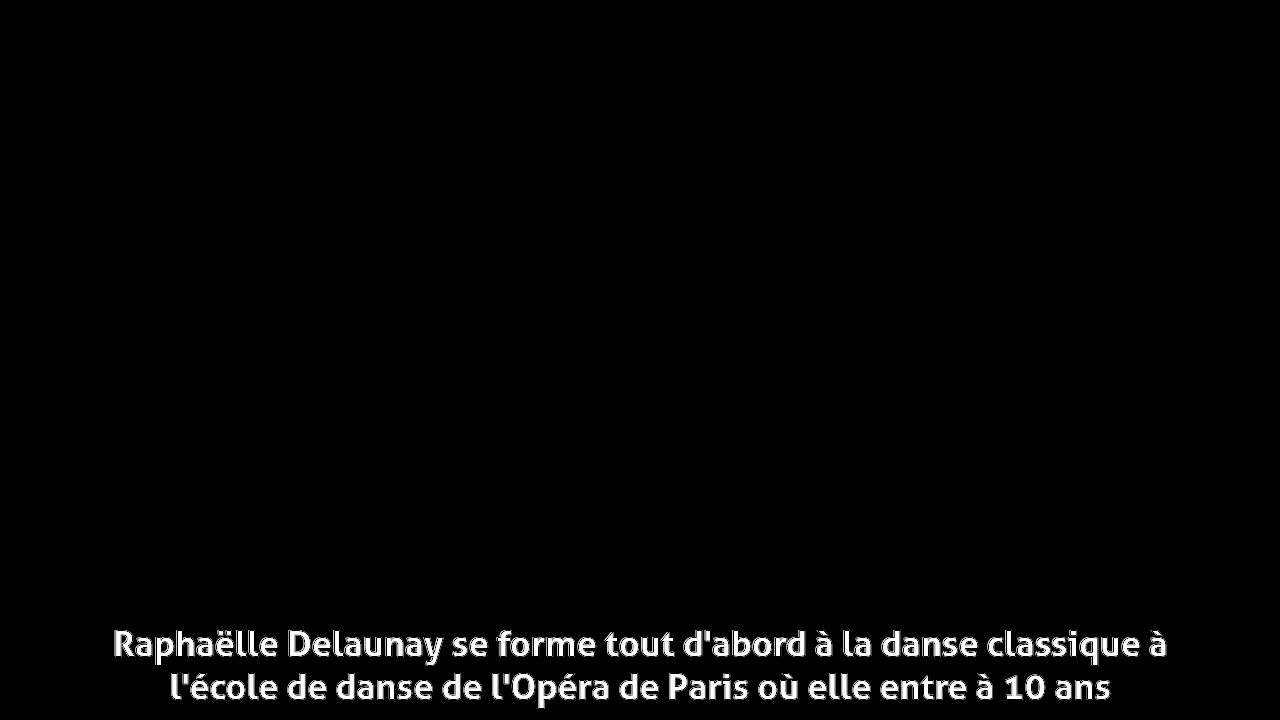 Raphaëlle Delaunay se forme tout d'abord à la danse classique à
l'école de danse de l'Opéra de Paris où elle entre à 10 ans